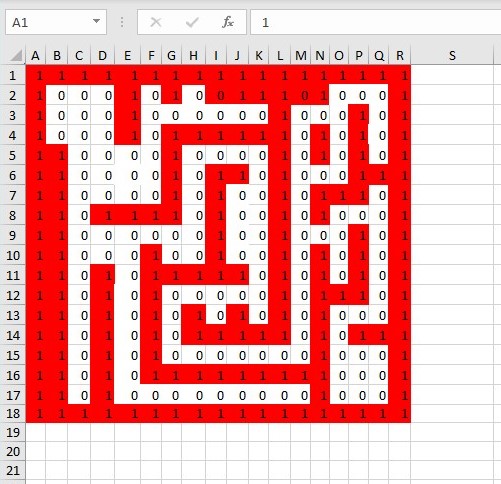 A1 fx 1
A B C D E F G H I J K L M N O P Q R S
1 1 1 1 1 1 1 1 1 1 1 1 1 1 1 1 1 1 1
2 1 0 0 0 1 0 1 0 0 1 1 1 0 1 0 0 0 1
3 1 0 0 0 1 0 0 0 0 0 0 1 0 0 0 1 0 1
4 1 0 0 0 1 0 1 1 1 1 1 1 0 1 0 1 0 1
5 1 1 0 0 0 0 1 0 0 0 0 1 0 1 0 1 0 1
6 1 1 0 0 0 0 1 0 1 1 0 1 0 0 0 1 1 1
7 1 1 0 0 0 0 1 0 1 0 0 1 0 1 1 1 0 1
8 1 1 0 1 1 1 1 0 1 0 0 1 0 1 0 0 0 1
9 1 1 0 0 0 0 0 0 1 0 0 1 0 0 0 1 0 1
10 1 1 0 0 0 1 0 0 1 0 0 1 0 1 0 1 0 1
11 1 1 0 1 0 1 1 1 1 1 0 1 0 1 0 1 0 1
12 1 1 0 1 0 1 0 0 0 0 0 1 0 1 1 1 0 1
13 1 1 0 1 0 1 0 1 0 1 0 1 0 1 0 0 0 1
14 1 1 0 1 0 1 0 1 1 1 1 1 0 1 0 1 1 1
15 1 1 0 1 0 1 0 0 0 0 0 0 0 1 0 0 0 1
16 1 1 0 1 0 1 1 1 1 1 1 1 1 1 0 0 0 1
17 1 1 0 1 0 0 0 0 0 0 0 0 0 1 0 0 0 1
18 1 1 1 1 1 1 1 1 1 1 1 1 1 1 1 1 1 1
19
20
21